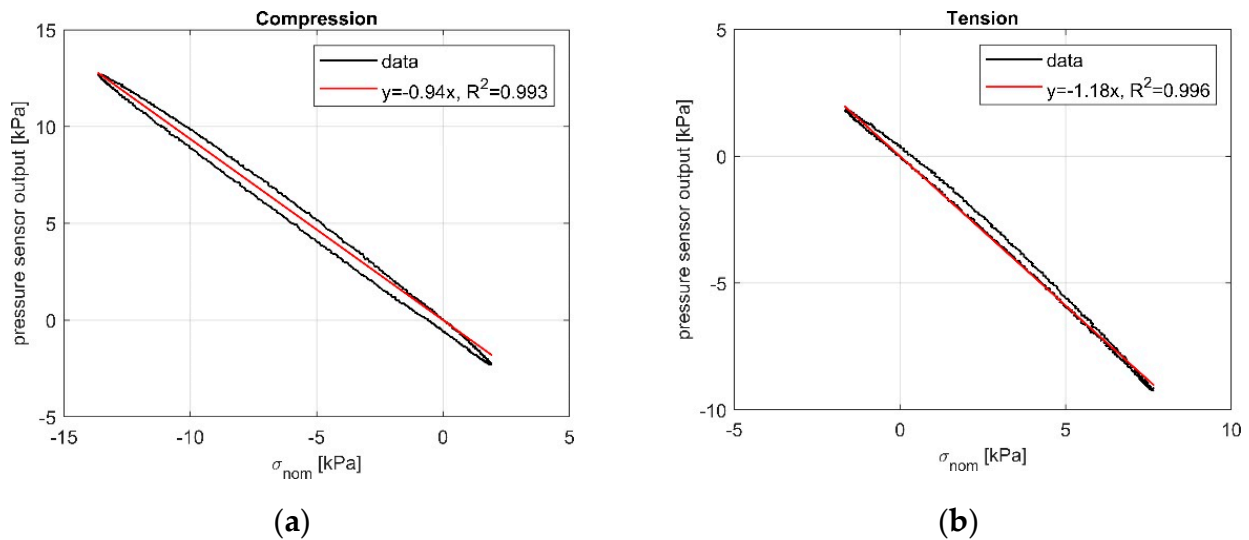 Compression
15
10
5
0
-5
-15
-10
-5
0
5
pressure sensor output [kPa]
σnom [kPa]
data
y=-0.94x, R²=0.993
(a)
Tension
5
0
-5
-10
-5
0
5
10
pressure sensor output [kPa]
σnom [kPa]
data
y=-1.18x, R²=0.996
(b)